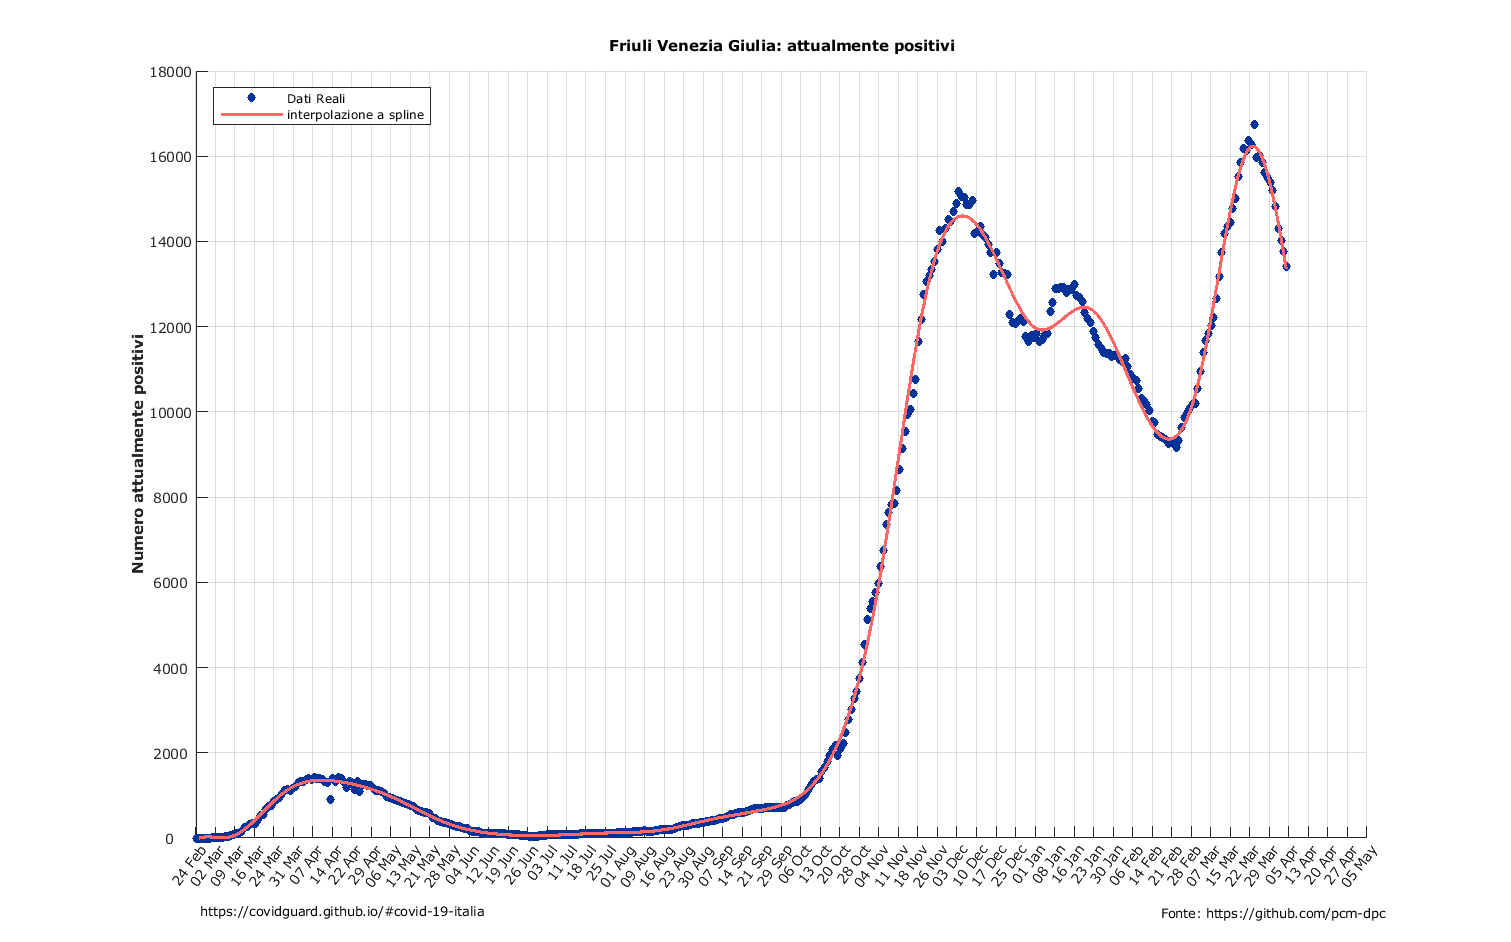 Friuli Venezia Giulia: attualmente positivi
Dati Reali
interpolazione a spline
Numero attualmente positivi
18000
16000
14000
12000
10000
8000
6000
4000
2000
0
24 Feb
02 Mar
09 Mar
16 Mar
24 Mar
31 Mar
07 Apr
14 Apr
22 Apr
29 Apr
06 May
13 May
21 May
28 May
04 Jun
12 Jun
19 Jun
26 Jun
03 Jul
11 Jul
18 Jul
25 Jul
01 Aug
09 Aug
16 Aug
23 Aug
30 Aug
07 Sep
14 Sep
21 Sep
29 Sep
06 Oct
13 Oct
20 Oct
28 Oct
04 Nov
11 Nov
18 Nov
26 Nov
03 Dec
10 Dec
17 Dec
25 Dec
01 Jan
08 Jan
16 Jan
23 Jan
30 Jan
06 Feb
14 Feb
21 Feb
28 Feb
07 Mar
15 Mar
22 Mar
29 Mar
05 Apr
13 Apr
20 Apr
27 Apr
05 May
https://covidguard.github.io/#covid-19-italia
Fonte: https://github.com/pcm-dpc